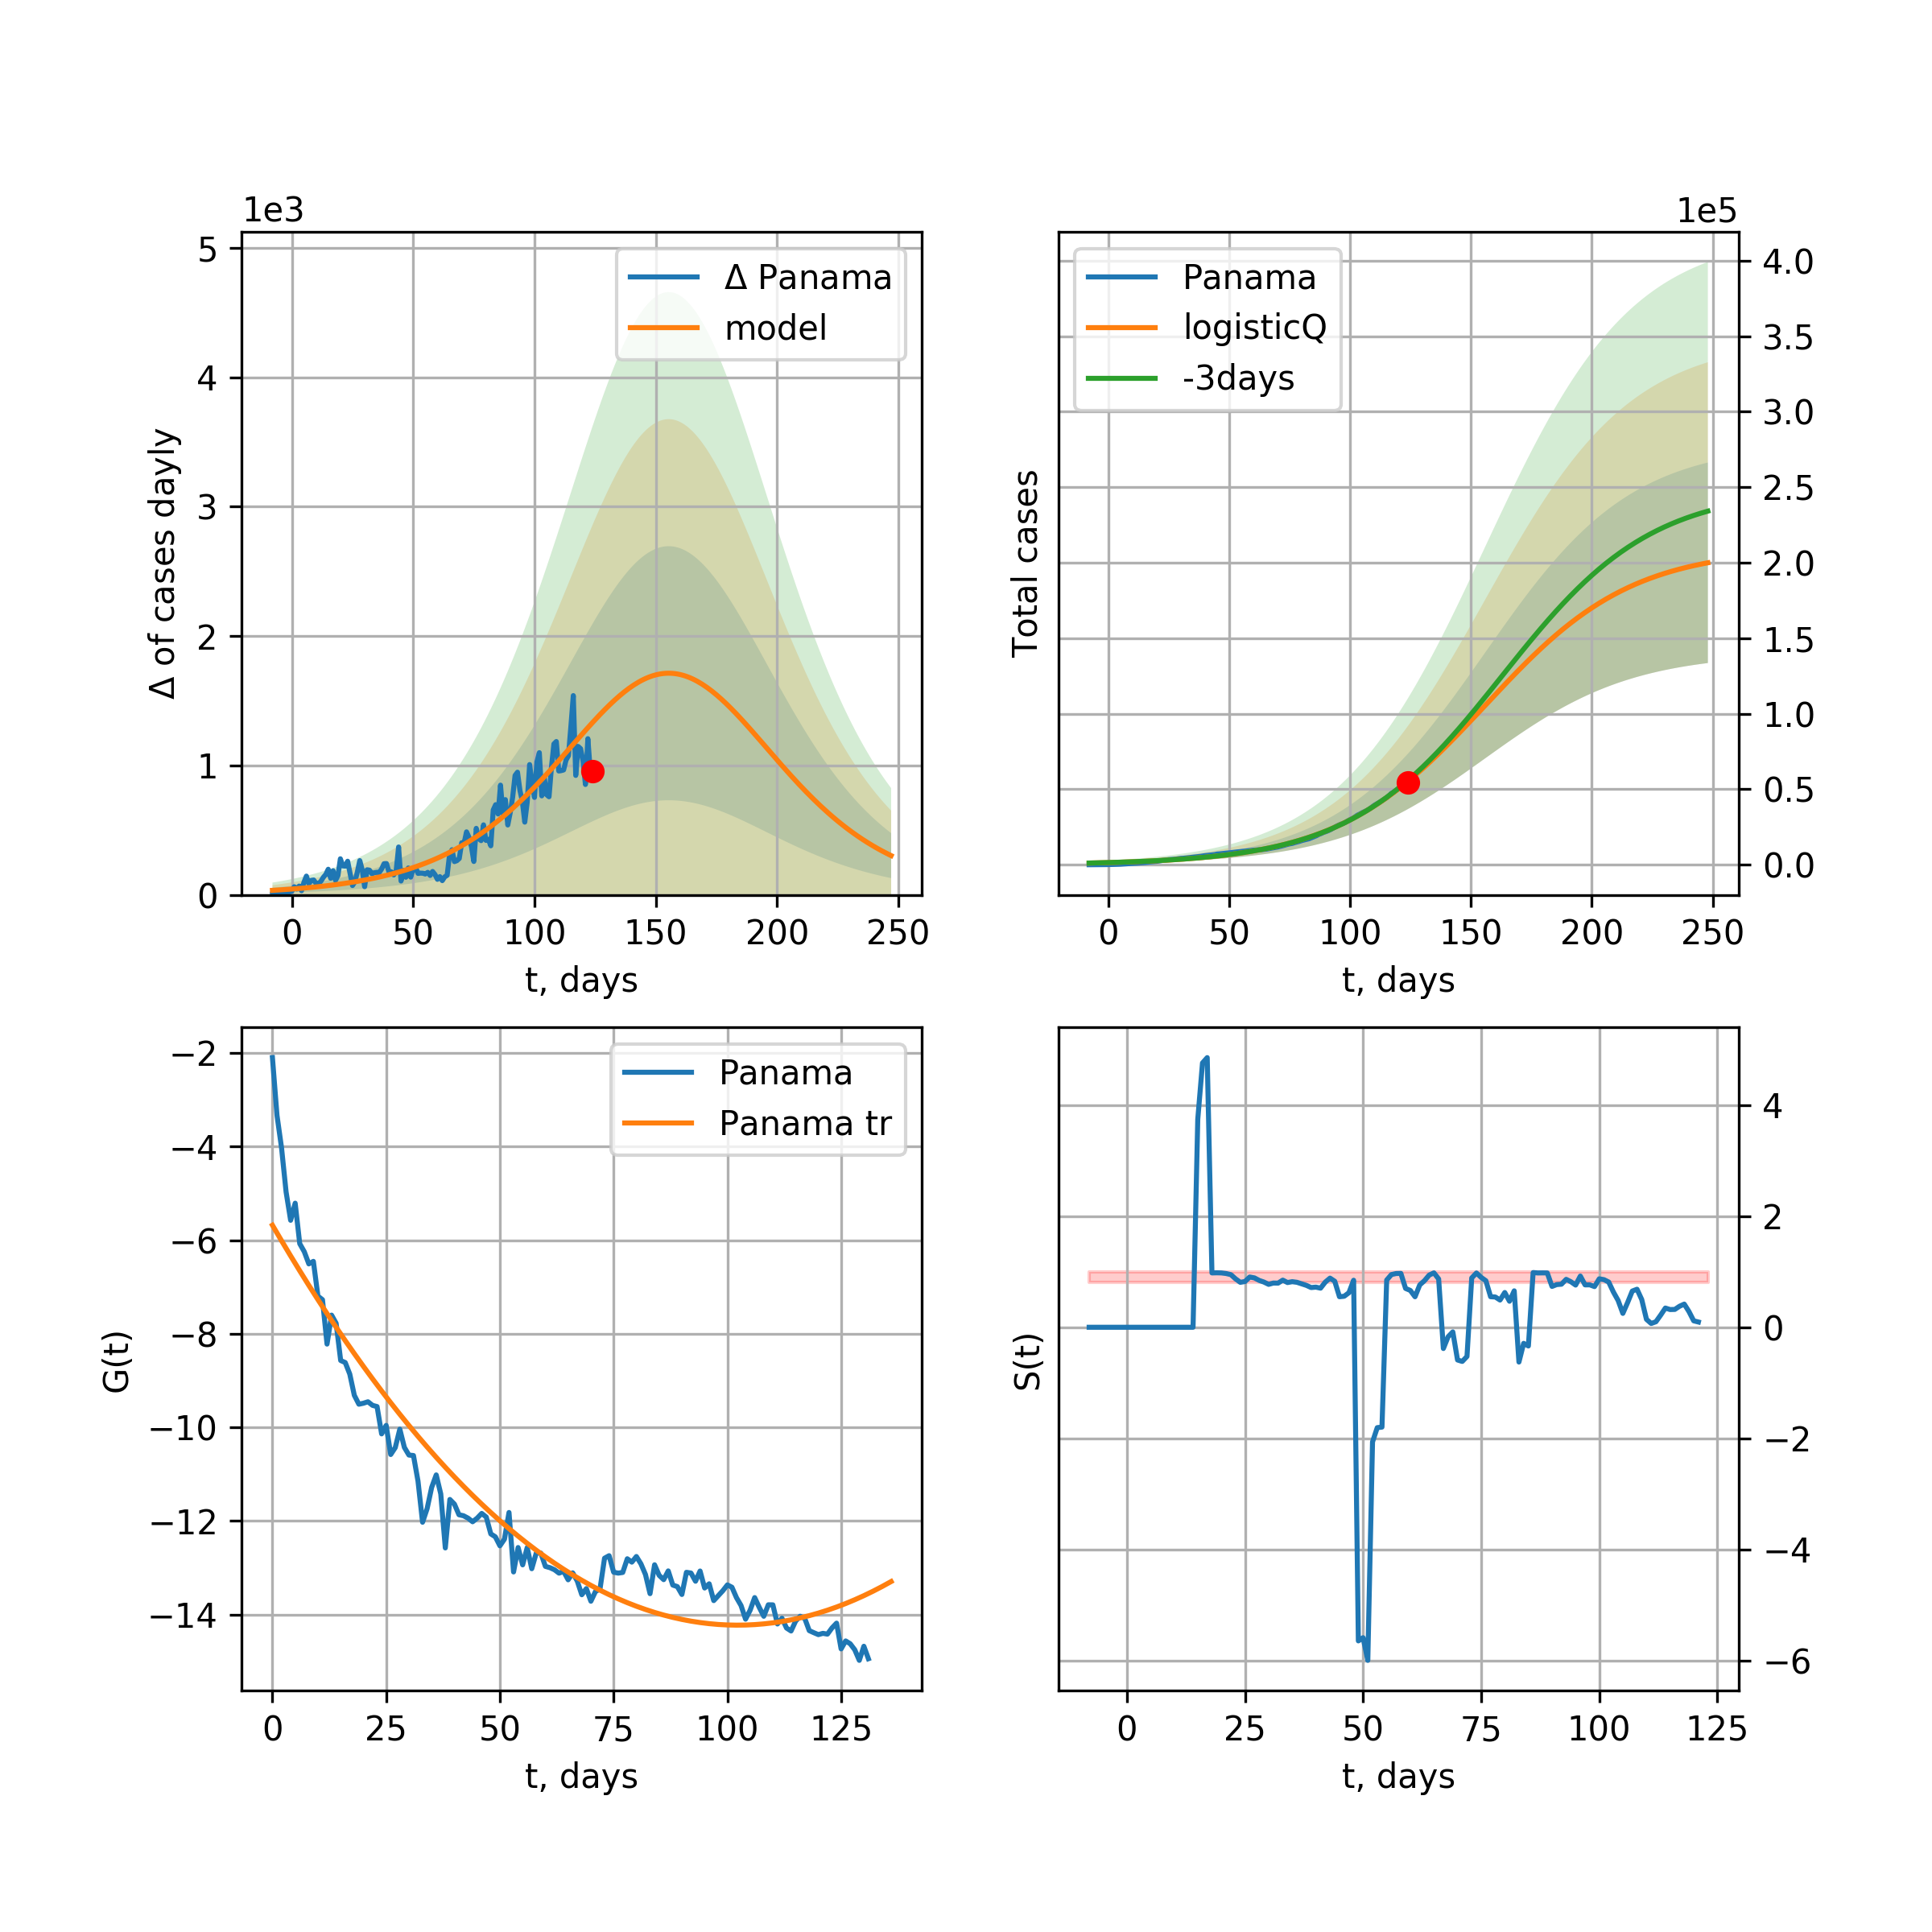 1e3
5
4
3
2
1
0
Δ of cases dayly
0 50 100 150 200 250
t, days
Δ Panama
model
1e5
4.0
3.5
3.0
2.5
2.0
1.5
1.0
0.5
0.0
Total cases
0 50 100 150 200 250
t, days
Panama
logisticQ
-3days
−2
−4
−6
−8
−10
−12
−14
G(t)
0 25 50 75 100 125
t, days
Panama
Panama tr
4
2
0
−2
−4
−6
S(t)
0 25 50 75 100 125
t, days